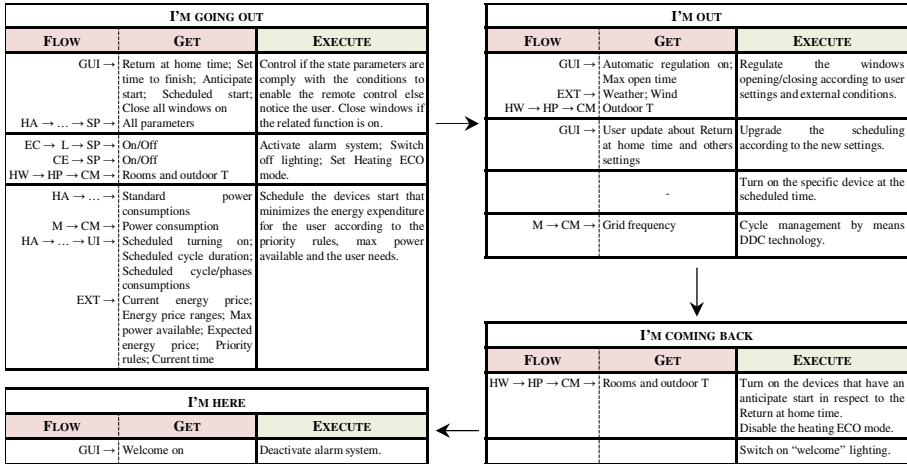 I'M GOING OUT
FLOW GET EXECUTE
GUI → Return at home time; Set
time to finish; Anticipate
start; Scheduled start;
Close all windows on
HA → … → SP → All parameters
Control if the state parameters are
comply with the conditions to
enable the remote control else
notice the user. Close windows if
the related function is on.
EC → L → SP → On/Off
CE → SP → On/Off
HW → HP → CM → Rooms and outdoor T
Activate alarm system; Switch
off lighting; Set Heating ECO
mode.
HA → … → Standard power
consumptions
M → CM → Power consumption
HA → … → UI → Scheduled turning on;
Scheduled cycle duration;
Scheduled cycle/phases
consumptions
EXT → Current energy price;
Energy price ranges; Max
power available; Expected
energy price; Priority
rules; Current time
Schedule the devices start that
minimizes the energy expenditure
for the user according to the
priority rules, max power
available and the user needs.
I'M OUT
FLOW GET EXECUTE
GUI → Automatic regulation on;
Max open time
EXT → Weather; Wind
HW → HP → CM Outdoor T
Regulate the windows
opening/closing according to user
settings and external conditions.
GUI → User update about Return
at home time and others
settings
Upgrade the scheduling
according to the new settings.
-
Turn on the specific device at the
scheduled time.
M → CM → Grid frequency
Cycle management by means
DDC technology.
I'M COMING BACK
FLOW GET EXECUTE
HW → HP → CM → Rooms and outdoor T
Turn on the devices that have an
anticipate start in respect to the
Return at home time.
Disable the heating ECO mode.
Switch on “welcome” lighting.
I'M HERE
FLOW GET EXECUTE
GUI → Welcome on Deactivate alarm system.